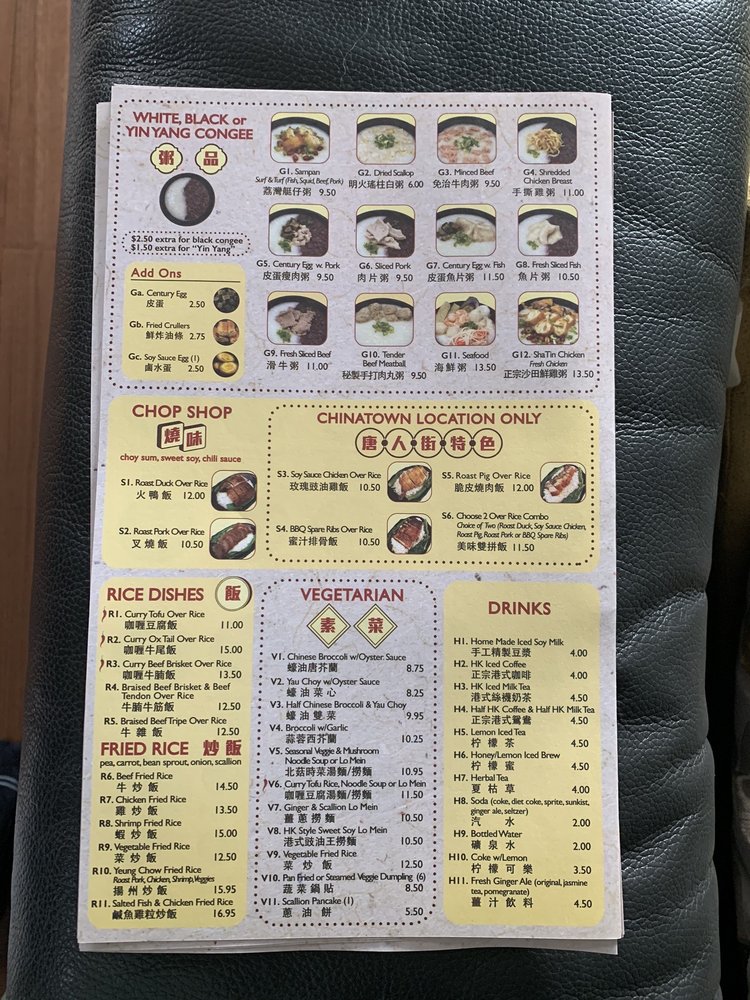 WHITE, BLACK or
YIN YANG CONGEE
粥品
$2.50 extra for black congee
$1.50 extra for "Yin Yang"
Add Ons
Ga. Century Egg
皮蛋 2.50
Gb. Fried Crullers
鮮炸油條 2.75
Gc. Soy Sauce Egg (1)
鹵水蛋 2.50
G1. Sampan
Surf & Turf (Fish, Squid, Beef, Pork)
荔灣艇仔粥 9.50
G2. Dried Scallop
明火瑤柱白粥 6.00
G3. Minced Beef
免治牛肉粥 9.50
G4. Shredded
Chicken Breast
手撕雞粥 11.00
G5. Century Egg w. Pork
皮蛋瘦肉粥 9.50
G6. Sliced Pork
肉片粥 9.50
G7. Century Egg w. Fish
皮蛋魚片粥 11.50
G8. Fresh Sliced Fish
魚片粥 10.50
G9. Fresh Sliced Beef
滑牛粥 11.00
G10. Tender
Beef Meatball
秘製手打肉丸粥 9.50
G11. Seafood
海鮮粥 13.50
G12. ShaTin Chicken
Fresh Chicken
正宗沙田鮮雞粥 13.50
CHOP SHOP
燒味
choy sum, sweet soy, chili sauce
S1. Roast Duck Over Rice
火鴨飯 12.00
S2. Roast Pork Over Rice
叉燒飯 10.50
CHINATOWN LOCATION ONLY
唐人街特色
S3. Soy Sauce Chicken Over Rice
玫瑰豉油雞飯 10.50
S4. BBQ Spare Ribs Over Rice
蜜汁排骨飯 10.50
S5. Roast Pig Over Rice
脆皮燒肉飯 12.00
S6. Choose 2 Over Rice Combo
Choice of Two (Roast Duck, Soy Sauce Chicken,
Roast Pig, Roast Pork or BBQ Spare Ribs)
美味雙拼飯 11.50
RICE DISHES 飯
R1. Curry Tofu Over Rice
咖喱豆腐飯 11.00
R2. Curry Ox Tail Over Rice
咖喱牛尾飯 15.00
R3. Curry Beef Brisket Over Rice
咖喱牛腩飯 13.50
R4. Braised Beef Brisket & Beef
Tendon Over Rice
牛腩牛筋飯 12.50
R5. Braised Beef Tripe Over Rice
牛雜飯 12.50
FRIED RICE 炒飯
pea, carrot, bean sprout, onion, scallion
R6. Beef Fried Rice
牛炒飯 14.50
R7. Chicken Fried Rice
雞炒飯 13.50
R8. Shrimp Fried Rice
蝦炒飯 15.00
R9. Vegetable Fried Rice
菜炒飯 12.50
R10. Yeung Chow Fried Rice
Roast Pork, Chicken, Shrimp, Veggies
揚州炒飯 15.95
R11. Salted Fish & Chicken Fried Rice
鹹魚雞粒炒飯 16.95
VEGETARIAN
素菜
V1. Chinese Broccoli w/Oyster Sauce
蠔油唐芥蘭 8.75
V2. Yau Choy w/Oyster Sauce
蠔油菜心 8.25
V3. Half Chinese Broccoli & Yau Choy
蠔油雙菜 9.95
V4. Broccoli w/Garlic
蒜蓉西芥蘭 10.25
V5. Seasonal Veggie & Mushroom
Noodle Soup or Lo Mein
北菇時菜湯麵/撈麵 10.95
V6. Curry Tofu Rice, Noodle Soup or Lo Mein
咖喱豆腐湯麵/撈麵 11.50
V7. Ginger & Scallion Lo Mein
薑蔥撈麵 10.50
V8. HK Style Sweet Soy Lo Mein
港式豉油王撈麵 10.50
V9. Vegetable Fried Rice
菜炒飯 12.50
V10. Pan Fried or Steamed Veggie Dumpling (6)
蔬菜鍋貼 8.50
V11. Scallion Pancake (1)
蔥油餅 5.50
DRINKS
H1. Home Made Iced Soy Milk
手工精製豆漿 4.00
H2. HK Iced Coffee
正宗港式咖啡 4.00
H3. HK Iced Milk Tea
港式絲襪奶茶 4.50
H4. Half HK Coffee & Half HK Milk Tea
正宗港式鴛鴦 4.50
H5. Lemon Iced Tea
柠檬茶 4.50
H6. Honey/Lemon Iced Brew
柠檬蜜 4.50
H7. Herbal Tea
夏枯草 4.00
H8. Soda (coke, diet coke, sprite, sunkist,
ginger ale, seltzer)
汽水 2.00
H9. Bottled Water
礦泉水 2.00
H10. Coke w/Lemon
柠檬可樂 3.50
H11. Fresh Ginger Ale (original, jasmine
tea, pomegranate)
薑汁飲料 4.50